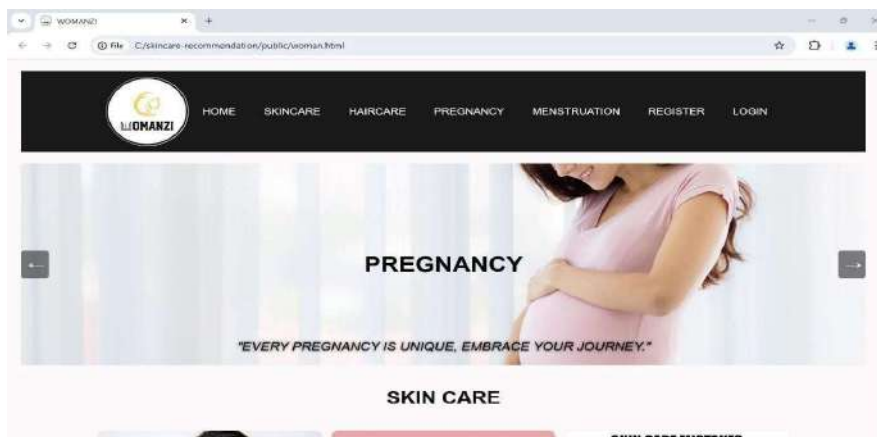 WOMANZI
File C:/skincare-recommendation/public/woman.html
WOMANZI
HOME SKINCARE HAIRCARE PREGNANCY MENSTRUATION REGISTER LOGIN
PREGNANCY
"EVERY PREGNANCY IS UNIQUE, EMBRACE YOUR JOURNEY."
SKIN CARE